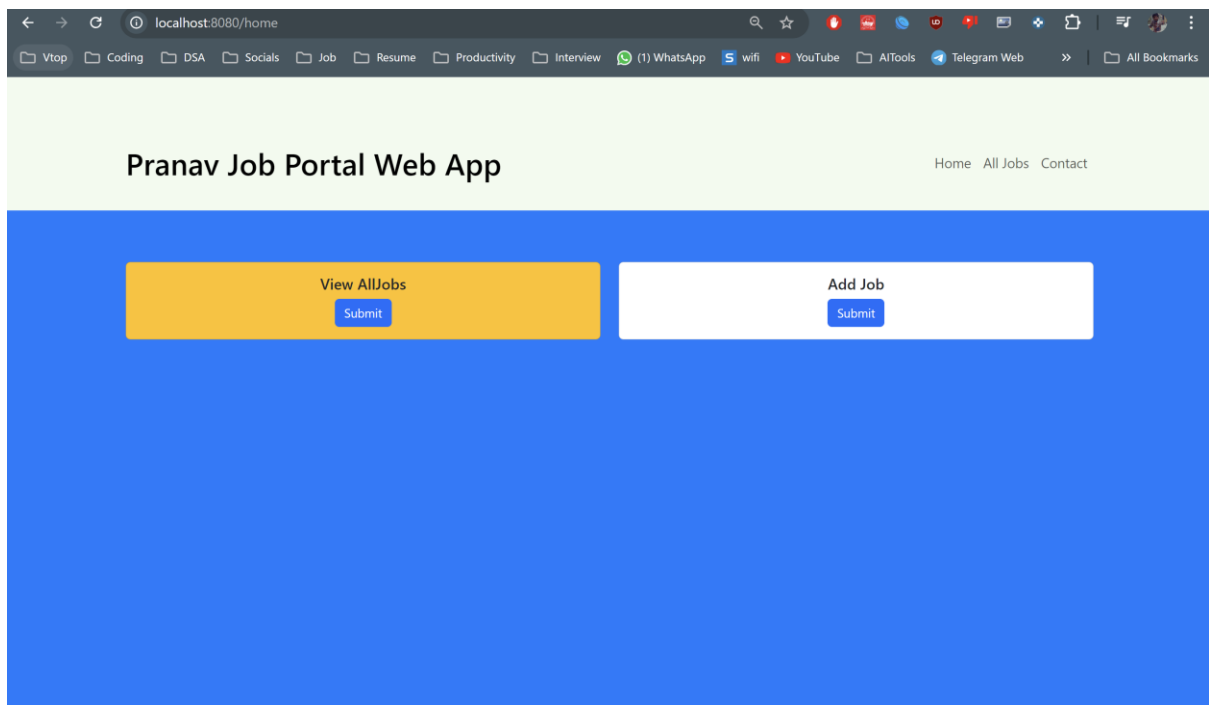 localhost:8080/home
Vtop Coding DSA Socials Job Resume Productivity Interview (1) WhatsApp S wifi YouTube AITools Telegram Web » All Bookmarks
Pranav Job Portal Web App
Home All Jobs Contact
View AllJobs
Submit
Add Job
Submit